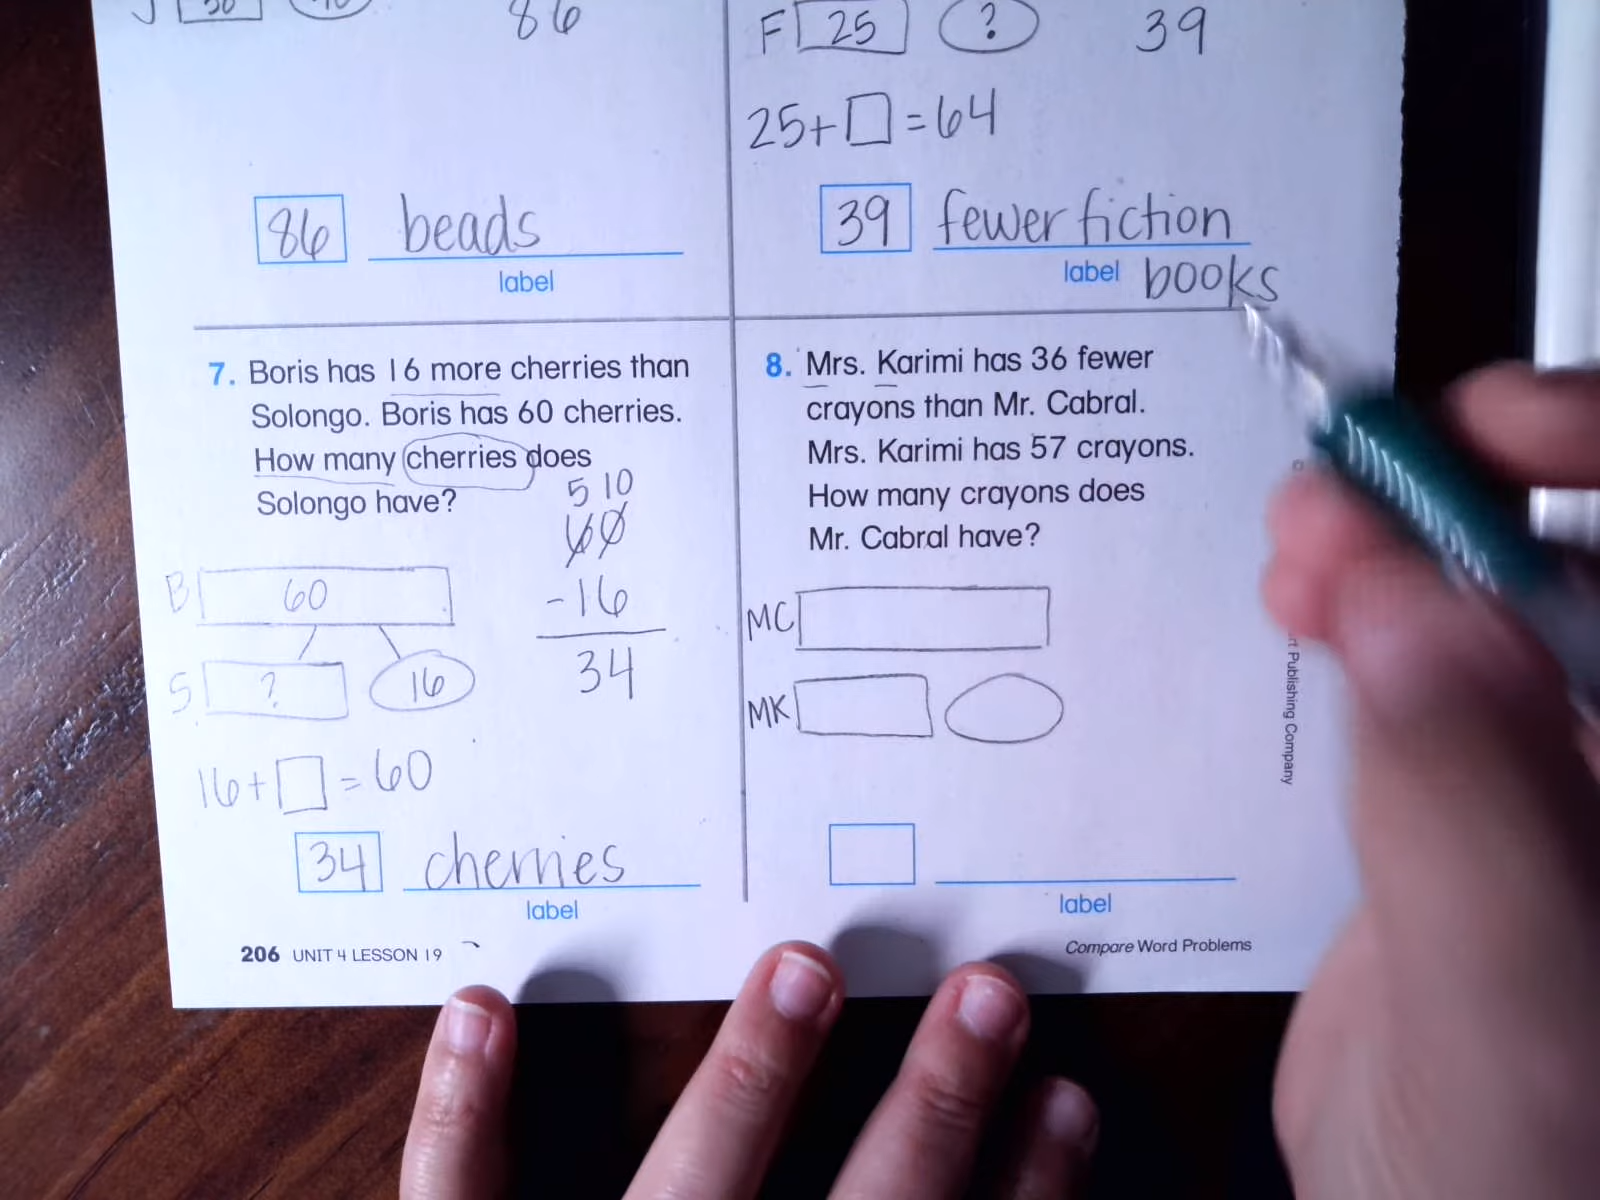 86
F 25 ? 39
25+□=64
86 beads
label
39 fewer fiction
label books
7. Boris has 16 more cherries than
Solongo. Boris has 60 cherries.
How many cherries does
Solongo have?
5 10
60
-16
34
B 60
S ? 16
16+□=60
34 cherries
label
8. Mrs. Karimi has 36 fewer
crayons than Mr. Cabral.
Mrs. Karimi has 57 crayons.
How many crayons does
Mr. Cabral have?
MC
MK
label
206 UNIT 4 LESSON 19
Compare Word Problems
Publishing Company